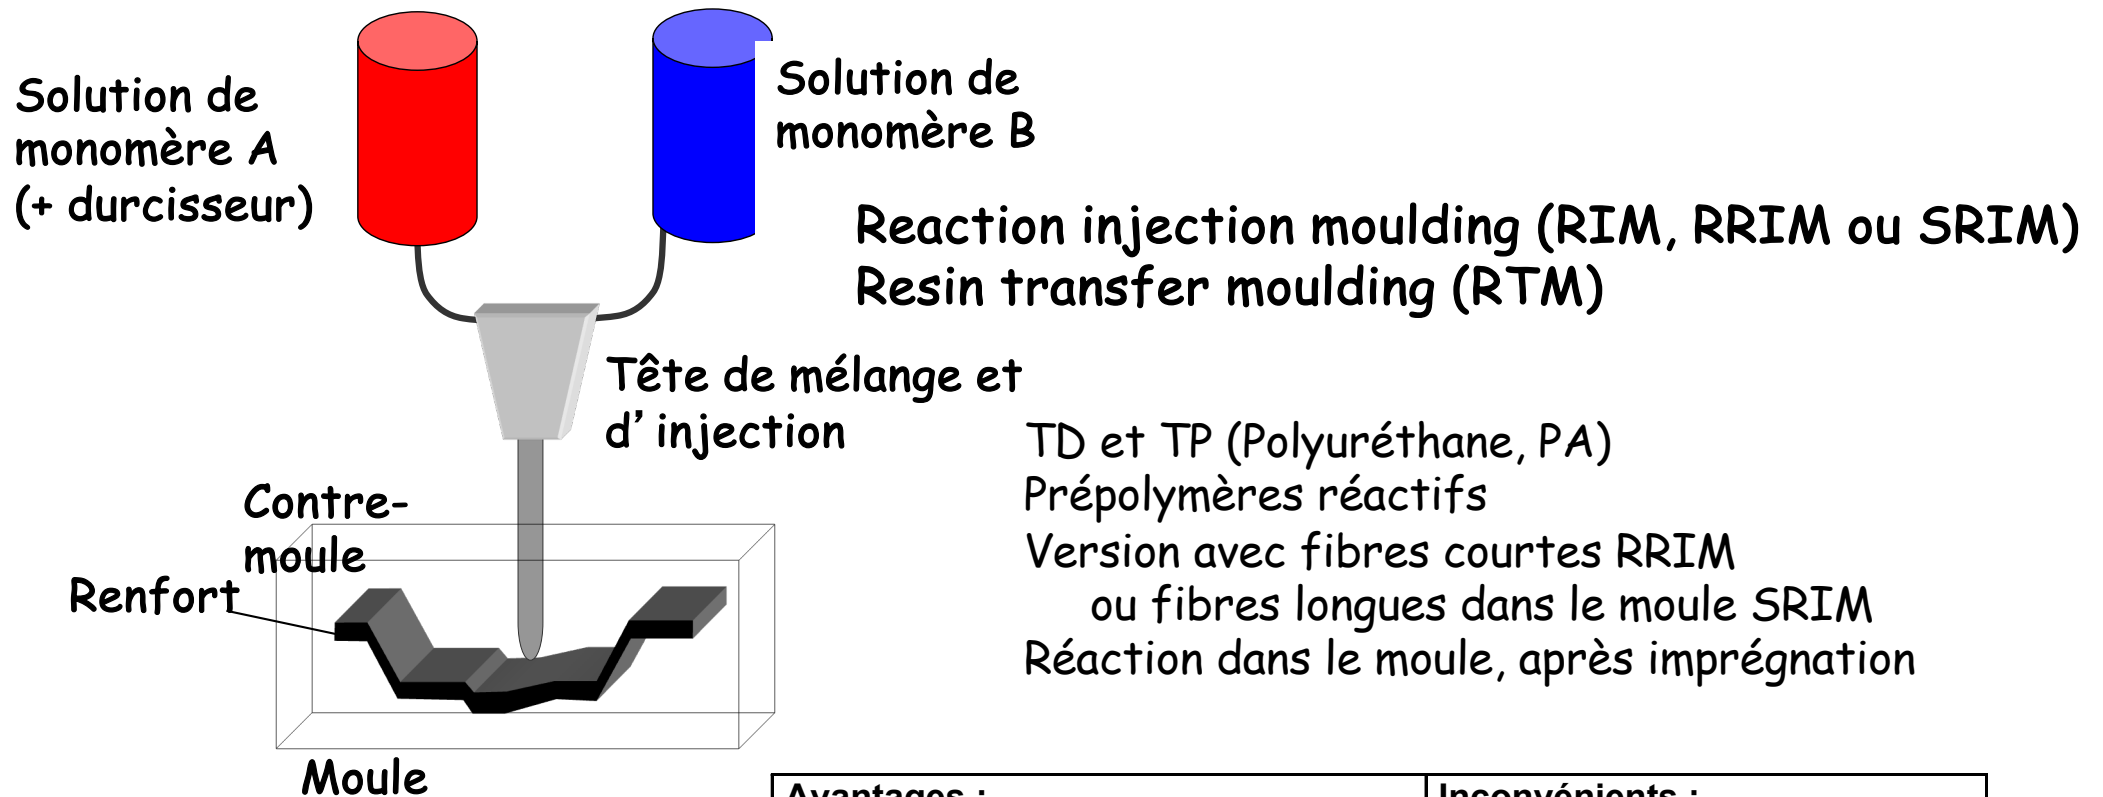 Solution de
monomère A
(+ durcisseur)
Solution de
monomère B
Reaction injection moulding (RIM, RRIM ou SRIM)
Resin transfer moulding (RTM)
Tête de mélange et
d’ injection
TD et TP (Polyuréthane, PA)
Prépolymères réactifs
Version avec fibres courtes RRIM
ou fibres longues dans le moule SRIM
Réaction dans le moule, après imprégnation
Contre-
moule
Renfort
Moule
Avantages :
Inconvénients :